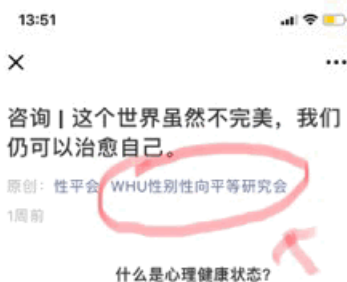 13:51
咨询 | 这个世界虽然不完美，我们
仍可以治愈自己。
原创： 性平会 WHU性别性向平等研究会
1周前
什么是心理健康状态?